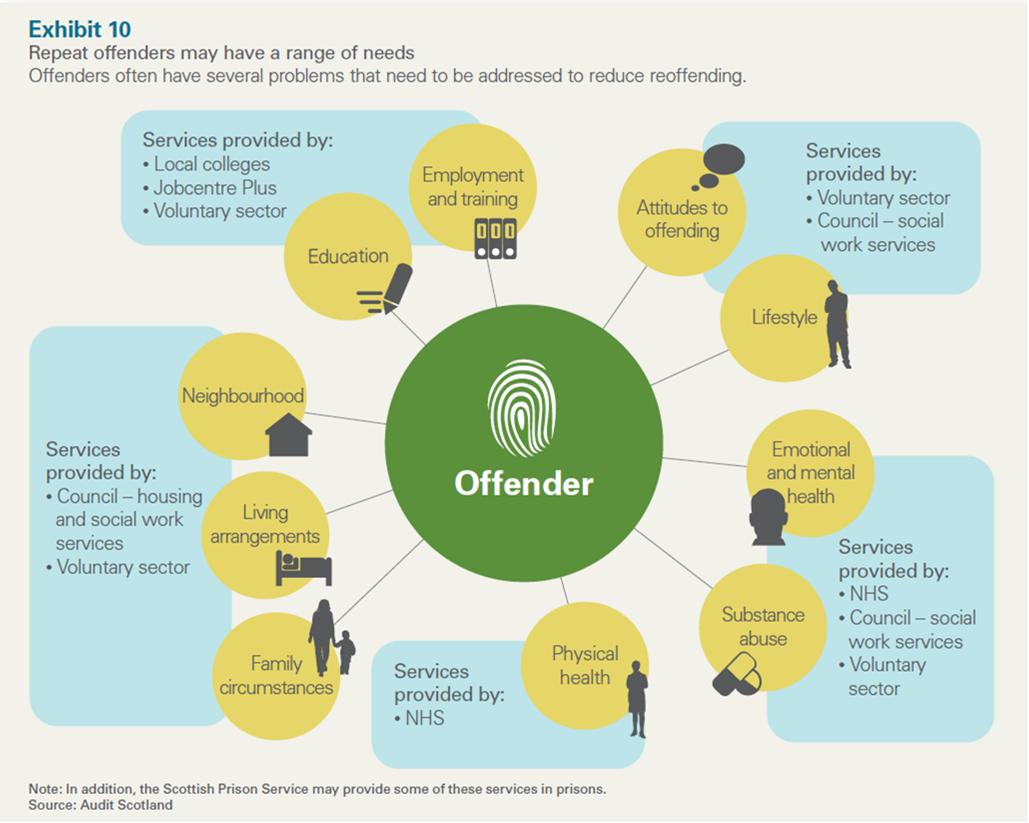 Exhibit 10
Repeat offenders may have a range of needs
Offenders often have several problems that need to be addressed to reduce reoffending.
Services provided by:
• Local colleges
• Jobcentre Plus
• Voluntary sector
Employment
and training
Education
Attitudes to
offending
Services
provided by:
• Voluntary sector
• Council – social
work services
Lifestyle
Neighbourhood
Services
provided by:
• Council – housing
and social work
services
• Voluntary sector
Living
arrangements
Family
circumstances
Offender
Emotional
and mental
health
Services
provided by:
• NHS
• Council – social
work services
• Voluntary
sector
Substance
abuse
Physical
health
Services
provided by:
• NHS
Note: In addition, the Scottish Prison Service may provide some of these services in prisons.
Source: Audit Scotland